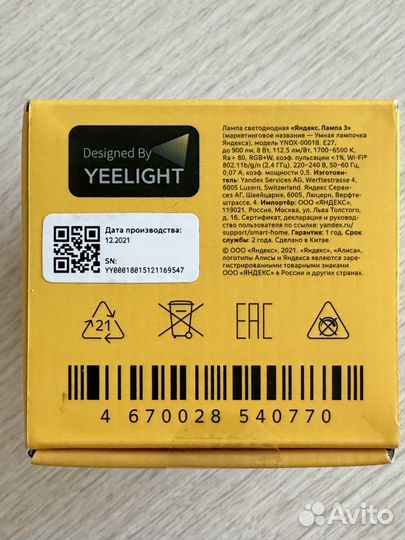 Designed By
YEELIGHT
Лампа светодиодная «Яндекс. Лампа 3»
(маркетинговое название — Умная лампочка
Яндекса), модель YNDX-00018. E27,
до 900 лм, 8 Вт, 112,5 лм/Вт, 1700–6500 K,
Ra > 80, RGB+W, коэф. пульсации <1%, Wi-Fi®
802.11b/g/n (2,4 ГГц), 220–240 В, 50–60 Гц,
0,07 А, коэф. мощности 0,5. Изготовитель:
Yandex Services AG, Werftestrasse 4,
6005 Luzern, Switzerland. Яндекс Серви-
сез АГ, Швейцария, 6005, Люцерн, Верфте-
штрассе, 4. Импортёр: ООО «ЯНДЕКС»,
119021, Россия, Москва, ул. Льва Толстого,
д. 16. Сертификат, декларация и руковод-
ство пользователя по ссылке: yandex.ru/
support/smart-home. Гарантия: 1 год. Срок
службы: 2 года. Сделано в Китае.
© ООО «ЯНДЕКС», 2021. «Яндекс», «Алиса»,
логотипы Алисы и Яндекса являются заре-
гистрированными товарными знаками
ООО «ЯНДЕКС» в России и других странах.
Дата производства:
12.2021
SN:
YY00018015121169547
21
EAC
4 670028 540770
Avito